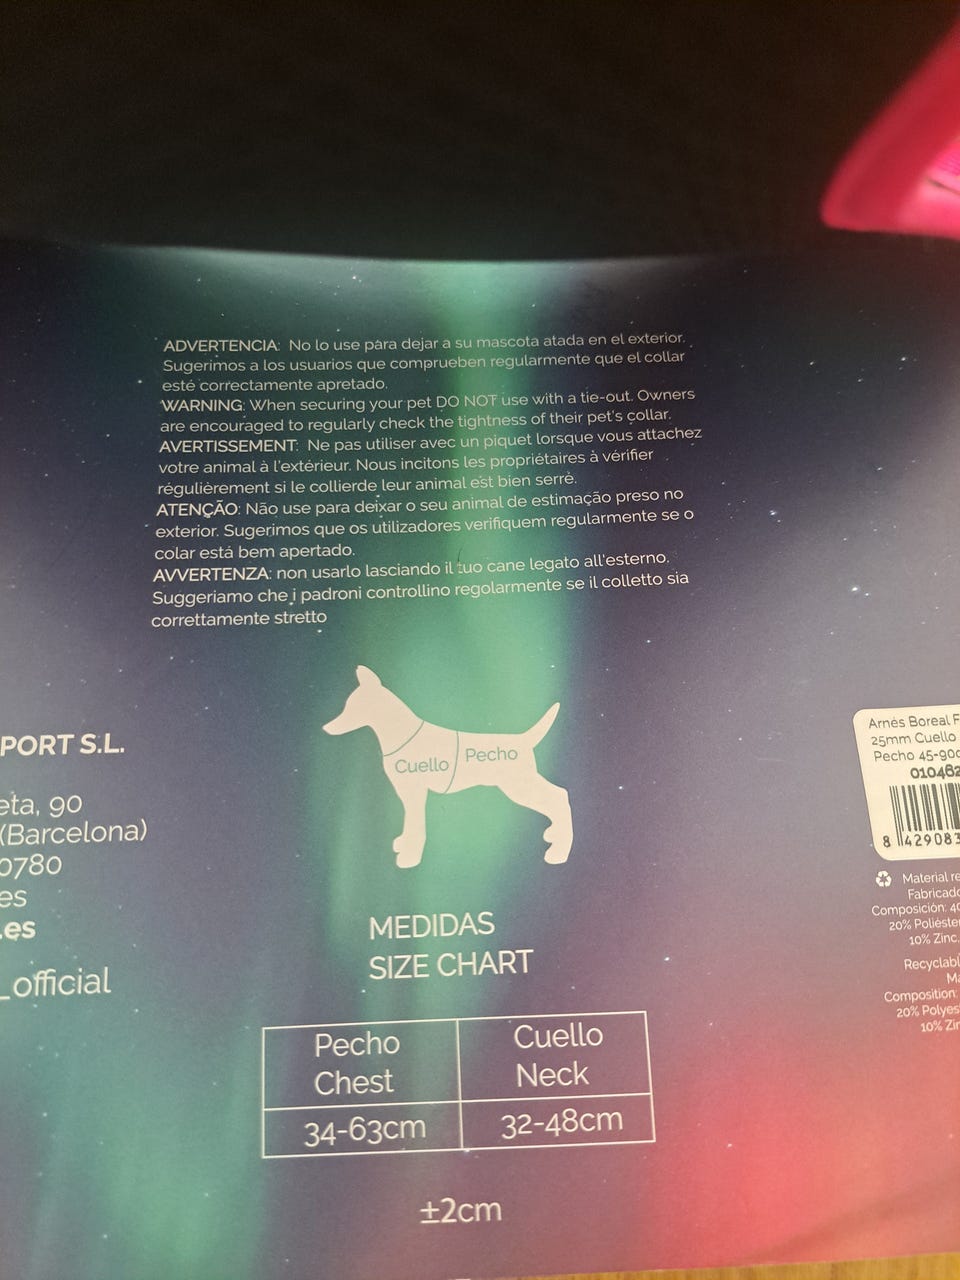 ADVERTENCIA: No lo use para dejar a su mascota atada en el exterior.
Sugerimos a los usuarios que comprueben regularmente que el collar
esté correctamente apretado.
WARNING: When securing your pet DO NOT use with a tie-out. Owners
are encouraged to regularly check the tightness of their pet's collar.
AVERTISSEMENT: Ne pas utiliser avec un piquet lorsque vous attachez
votre animal à l'extérieur. Nous incitons les propriétaires à vérifier
régulièrement si le collierde leur animal est bien serré.
ATENÇÃO: Não use para deixar o seu animal de estimação preso no
exterior. Sugerimos que os utilizadores verifiquem regularmente se o
colar está bem apertado.
AVVERTENZA: non usarlo lasciando il tuo cane legato all'esterno.
Suggeriamo che i padroni controllino regolarmente se il colletto sia
correttamente stretto
PORT S.L.
eta, 90
(Barcelona)
0780
es
.es
_official
Cuello
Pecho
MEDIDAS
SIZE CHART
Pecho
Chest
Cuello
Neck
34-63cm
32-48cm
±2cm
Arnés Boreal F
25mm Cuello
Pecho 45-90c
010462
8 429083
Material re
Fabricado
Composición: 40
20% Poliéster
10% Zinc.
Recyclabl
Ma
Composition:
20% Polyes
10% Zin